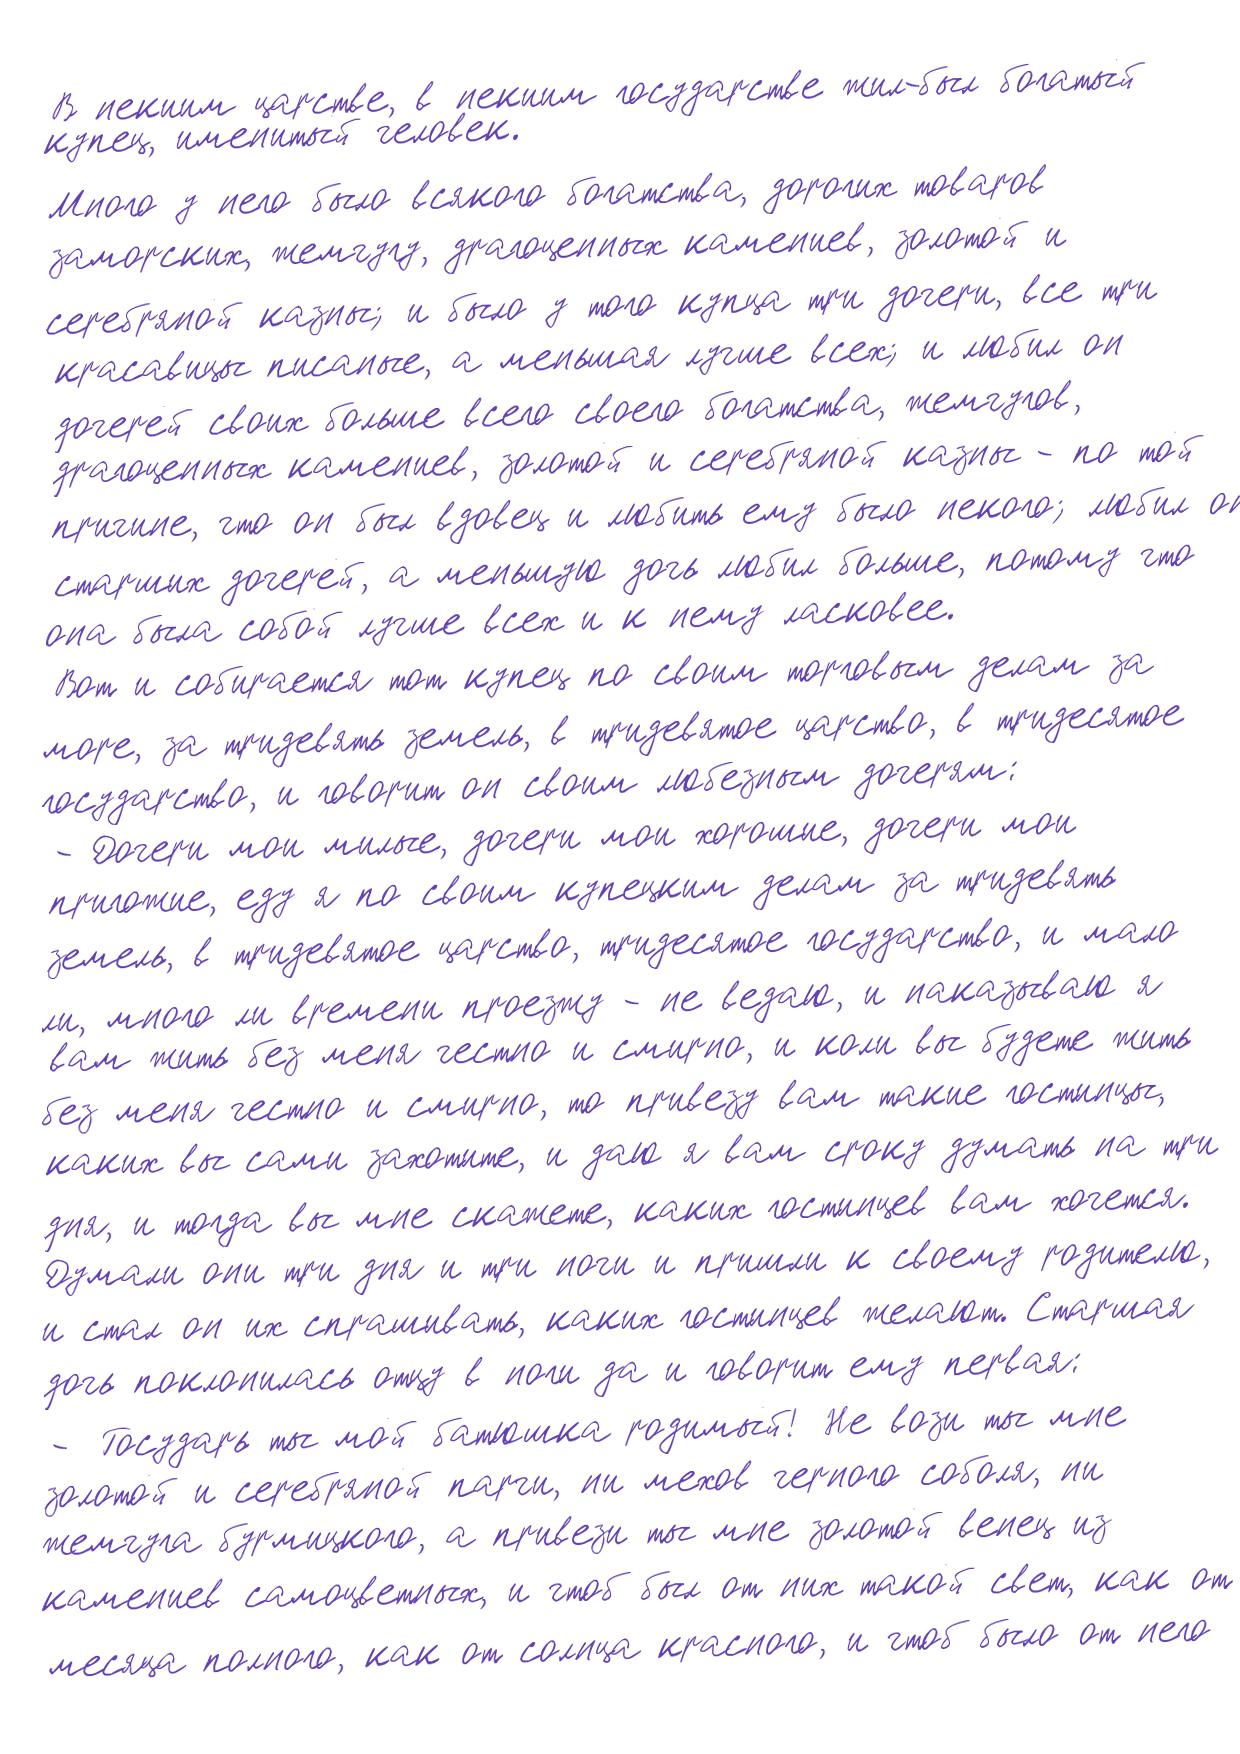 В некиим царстве, в некиим государстве жил-был богатый
купец, именитый человек.
Много у него было всякого богатства, дорогих товаров
заморских, жемчугу, драгоценных камениев, золотой и
серебряной казны; и было у того купца три дочери, все три
красавицы писаные, а меньшая лучше всех; и любил он
дочерей своих больше всего своего богатства, жемчугов,
драгоценных камениев, золотой и серебряной казны - по той
причине, что он был вдовец и любить ему было некого; любил он
старших дочерей, а меньшую дочь любил больше, потому что
она была собой лучше всех и к нему ласковее.
Вот и собирается тот купец по своим торговым делам за
море, за тридевять земель, в тридевятое царство, в тридесятое
государство, и говорит он своим любезным дочерям:
- Дочери мои милые, дочери мои хорошие, дочери мои
пригожие, еду я по своим купецким делам за тридевять
земель, в тридевятое царство, тридесятое государство, и мало
ли, много ли времени проезжу - не ведаю, и наказываю я
вам жить без меня честно и смирно, и коли вы будете жить
без меня честно и смирно, то привезу вам такие гостинцы,
каких вы сами захотите, и даю я вам сроку думать на три
дня, и тогда вы мне скажете, каких гостинцев вам хочется.
Думали они три дня и три ночи и пришли к своему родителю,
и стал он их спрашивать, каких гостинцев желают. Старшая
дочь поклонилась отцу в ноги да и говорит ему первая:
- Государь ты мой батюшка родимый! Не вози ты мне
золотой и серебряной парчи, ни мехов черного соболя, ни
жемчуга бурмицкого, а привези ты мне золотой венец из
камениев самоцветных, и чтоб был от них такой свет, как от
месяца полного, как от солнца красного, и чтоб было от него